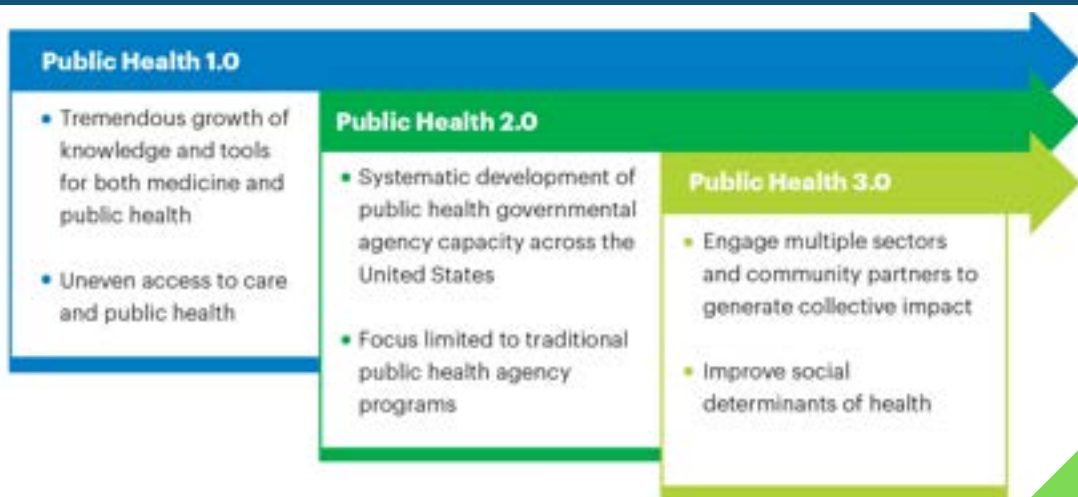 Public Health 1.0
• Tremendous growth of
knowledge and tools
for both medicine and
public health
• Uneven access to care
and public health
Public Health 2.0
• Systematic development of
public health governmental
agency capacity across the
United States
• Focus limited to traditional
public health agency
programs
Public Health 3.0
• Engage multiple sectors
and community partners to
generate collective impact
• Improve social
determinants of health